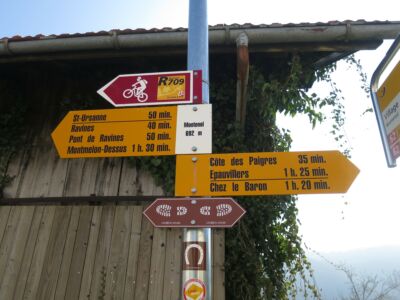 R709
St-Ursanne 50 min.
Ravines 40 min.
Pont de Ravines 50 min.
Montmelon-Dessus 1 h. 30 min.
Montenol
692 m
Côte des Paigres 35 min.
Epauvillers 1 h. 25 min.
Chez le Baron 1 h. 20 min.